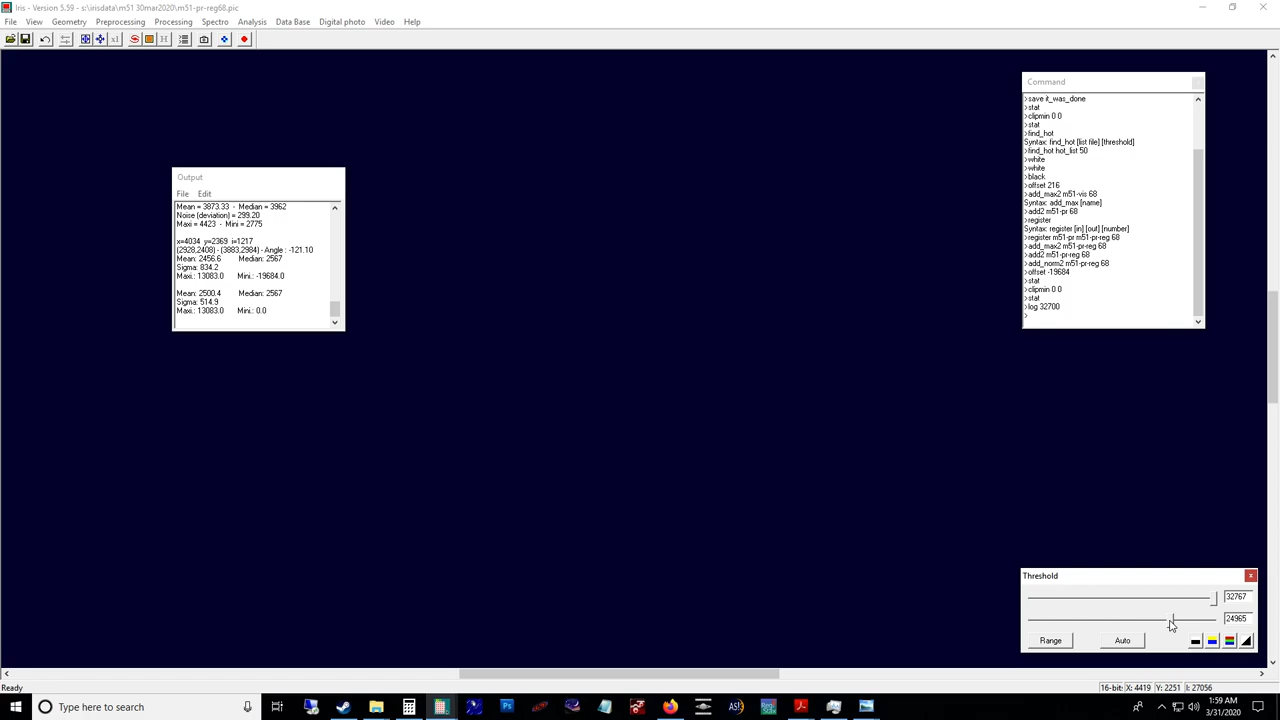 Iris - Version 5.59 - s:\irisdata\m51 30mar2020\m51-pr-reg68.pic
File View Geometry Preprocessing Processing Spectro Analysis Data Base Digital photo Video Help
Command
>save it_was_done
>stat
>clipmin 0 0
>stat
>find_hot
Syntax: find_hot [list file] [threshold]
>find_hot hot_list 50
>white
>white
>black
>offset 216
>add_max2 m51-vis 68
Syntax: add_max [name]
>add2 m51-pr 68
>register
Syntax: register [in] [out] [number]
>register m51-pr m51-pr-reg 68
>add_max2 m51-pr-reg 68
>add2 m51-pr-reg 68
>add_norm2 m51-pr-reg 68
>offset -19684
>stat
>clipmin 0 0
>stat
>log 32700
>
Output
File Edit
Mean = 3873.33 - Median = 3962
Noise (deviation) = 299.20
Maxi = 4423 - Mini = 2775
x=4034 y=2369 i=1217
(2928,2408) - (3883,2984) - Angle : -121.10
Mean: 2456.6 Median: 2567
Sigma: 834.2
Maxi.: 13083.0 Mini.: -19684.0
Mean: 2500.4 Median: 2567
Sigma: 514.9
Maxi.: 13083.0 Mini.: 0.0
Threshold
32767
24965
Range Auto
Ready
16-bit: X: 4419 Y: 2251 I: 27056
Type here to search
1:59 AM
3/31/2020